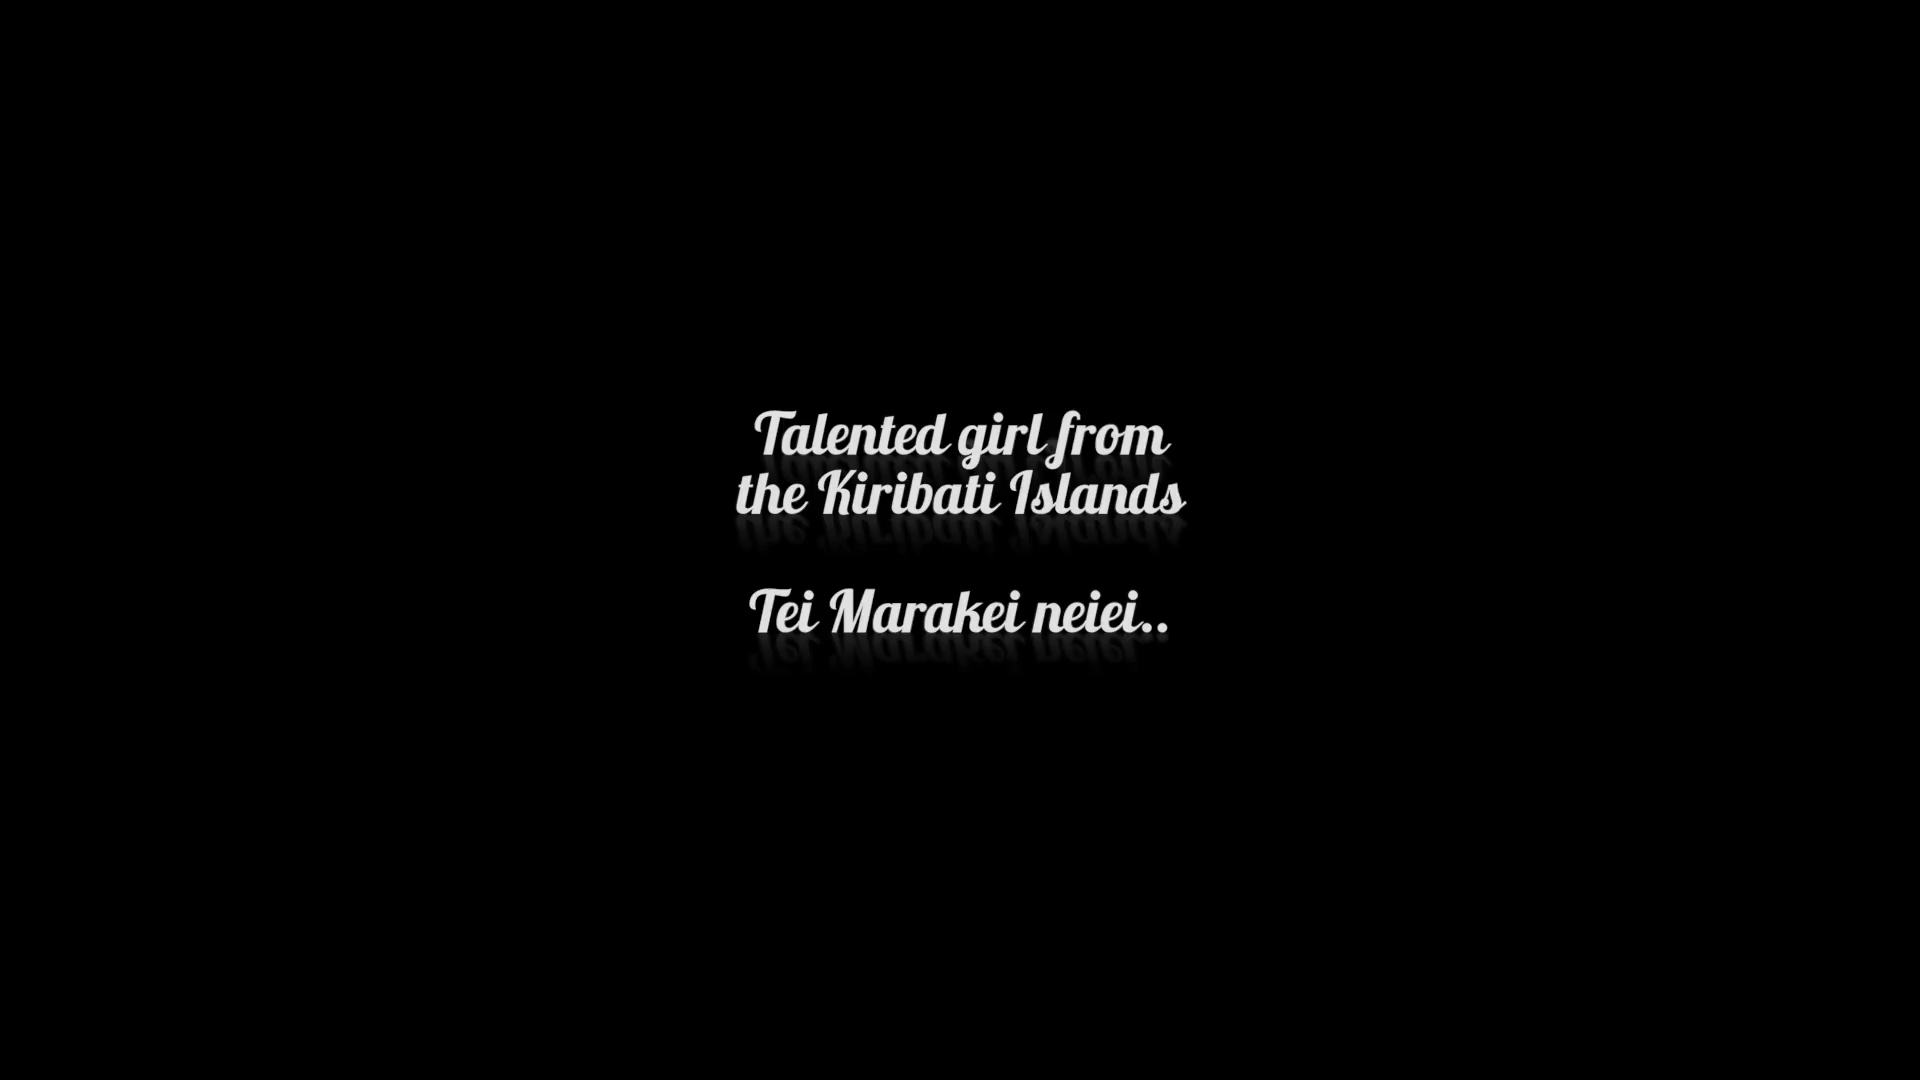 Talented girl from
the Kiribati Islands
Tei Marakei neiei..